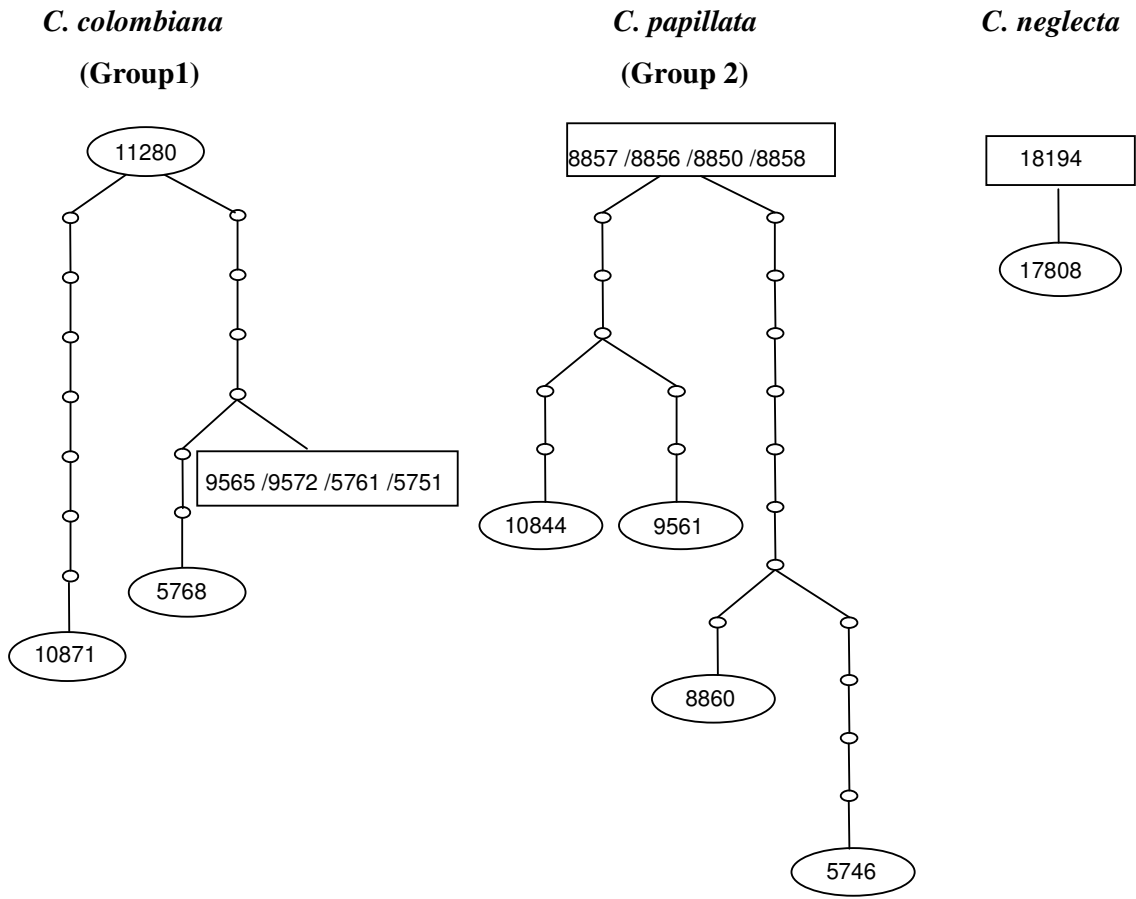 C. colombiana
(Group1)
C. papillata
(Group 2)
C. neglecta
11280
8857 /8856 /8850 /8858
18194
17808
9565 /9572 /5761 /5751
10844
9561
5768
10871
8860
5746